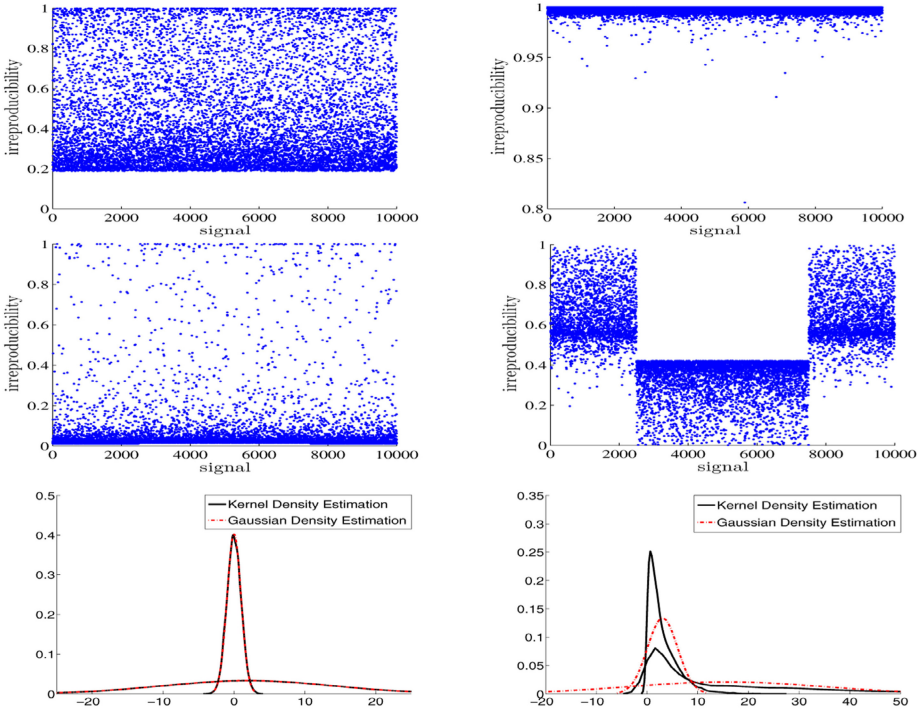 1
0.8
0.6
0.4
0.2
0
irreproducibility
0 2000 4000 6000 8000 10000
signal
1
0.95
0.9
0.85
0.8
irreproducibility
0 2000 4000 6000 8000 10000
signal
1
0.8
0.6
0.4
0.2
0
irreproducibility
0 2000 4000 6000 8000 10000
signal
1
0.8
0.6
0.4
0.2
0
irreproducibility
0 2000 4000 6000 8000 10000
signal
0.5
0.4
0.3
0.2
0.1
0
Kernel Density Estimation
Gaussian Density Estimation
−20 −10 0 10 20
0.35
0.3
0.25
0.2
0.15
0.1
0.05
0
Kernel Density Estimation
Gaussian Density Estimation
−20 −10 0 10 20 30 40 50